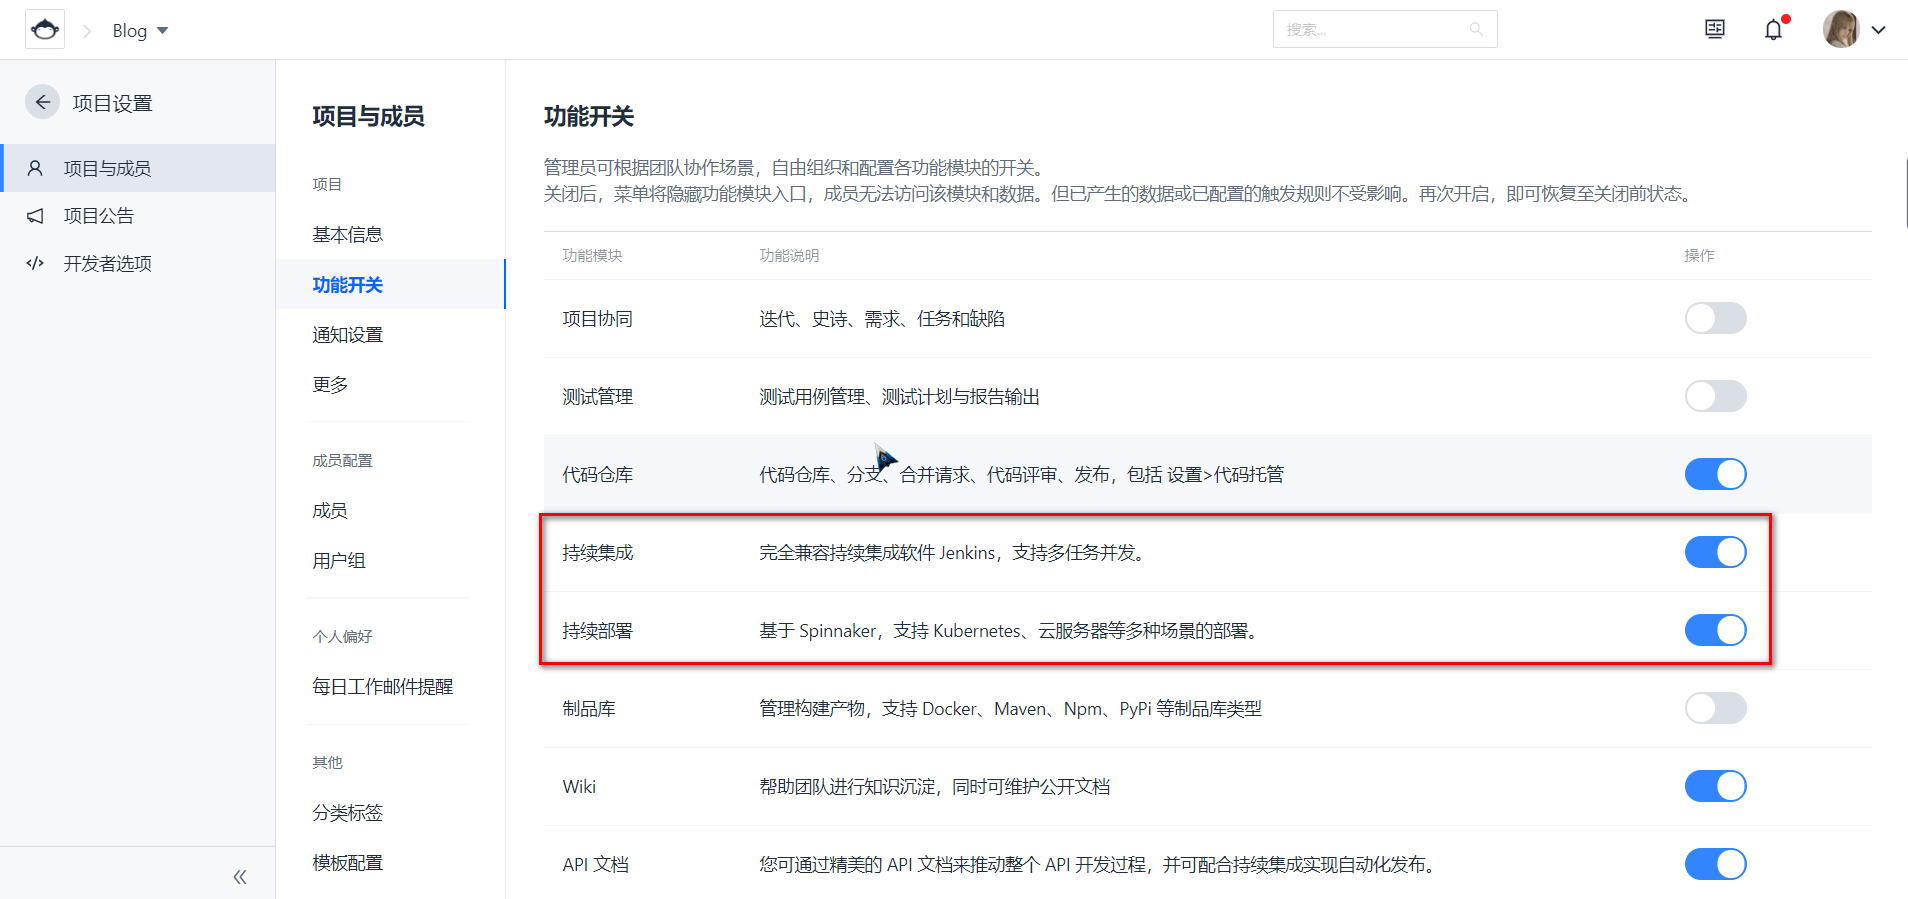 Blog
搜索...
项目设置
项目与成员
项目公告
开发者选项
项目与成员
项目
基本信息
功能开关
通知设置
更多
成员配置
成员
用户组
个人偏好
每日工作邮件提醒
其他
分类标签
模板配置
功能开关
管理员可根据团队协作场景，自由组织和配置各功能模块的开关。
关闭后，菜单将隐藏功能模块入口，成员无法访问该模块和数据。但已产生的数据或已配置的触发规则不受影响。再次开启，即可恢复至关闭前状态。
功能模块 功能说明 操作
项目协同 迭代、史诗、需求、任务和缺陷
测试管理 测试用例管理、测试计划与报告输出
代码仓库 代码仓库、分支、合并请求、代码评审、发布，包括 设置>代码托管
持续集成 完全兼容持续集成软件 Jenkins，支持多任务并发。
持续部署 基于 Spinnaker，支持 Kubernetes、云服务器等多种场景的部署。
制品库 管理构建产物，支持 Docker、Maven、Npm、PyPi 等制品库类型
Wiki 帮助团队进行知识沉淀，同时可维护公开文档
API 文档 您可通过精美的 API 文档来推动整个 API 开发过程，并可配合持续集成实现自动化发布。